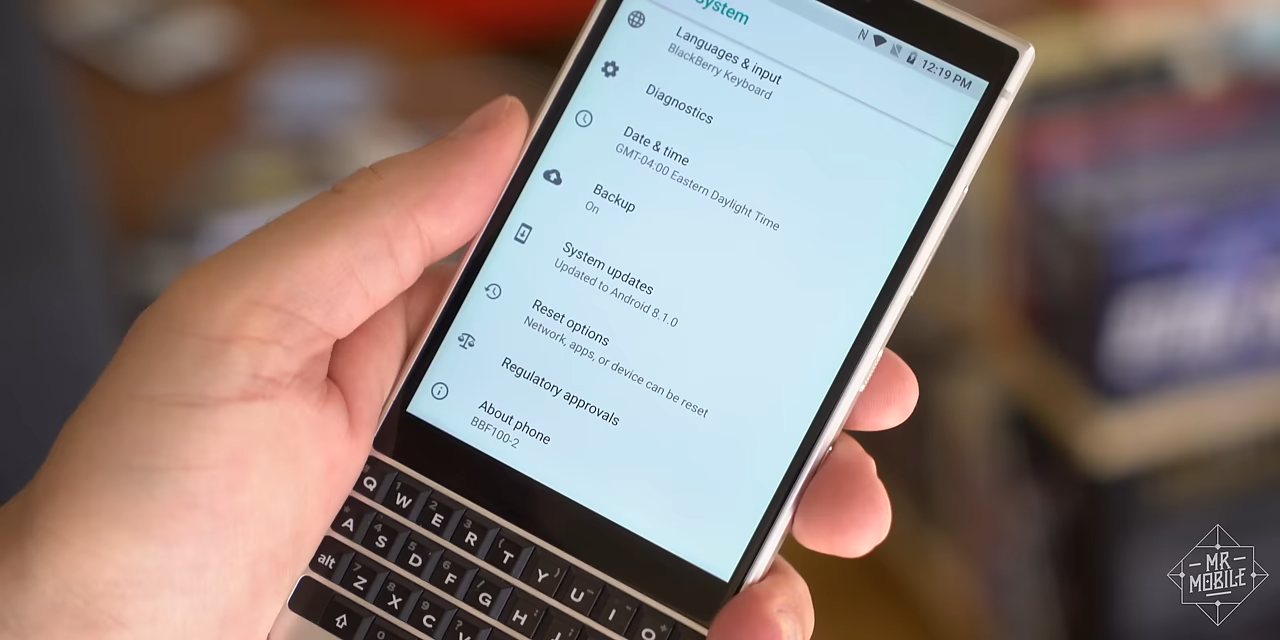 System
12:19 PM
Languages & input
BlackBerry Keyboard
Diagnostics
Date & time
GMT-04:00 Eastern Daylight Time
Backup
On
System updates
Updated to Android 8.1.0
Reset options
Network, apps, or device can be reset
Regulatory approvals
About phone
BBF100-2
Q W E R T Y U I O
A S D F G H
alt Z X C V
MR
MOBILE